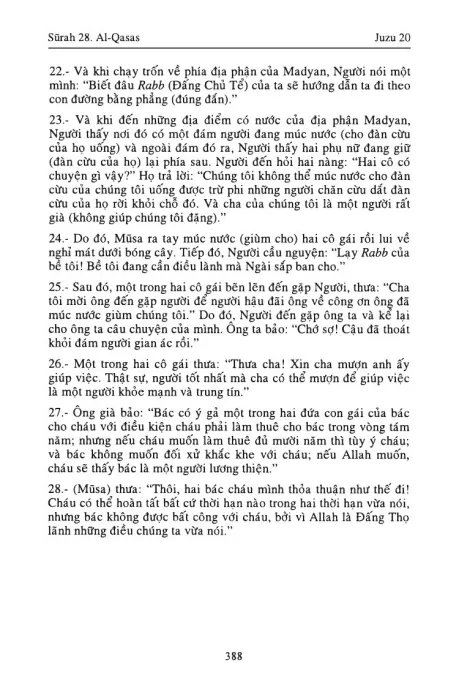 Sūrah 28. Al-Qasas Juzu 20
22.- Và khi chạy trốn về phía địa phận của Madyan, Người nói một
mình: “Biết đâu Rabb (Đấng Chủ Tể) của ta sẽ hướng dẫn ta đi theo
con đường bằng phẳng (đúng đắn).”
23.- Và khi đến những địa điểm có nước của địa phận Madyan,
Người thấy nơi đó có một đám người đang múc nước (cho đàn cừu
của họ uống) và ngoài đám đó ra, Người thấy hai phụ nữ đang giữ
(đàn cừu của họ) lại phía sau. Người đến hỏi hai nàng: “Hai cô có
chuyện gì vậy?” Họ trả lời: “Chúng tôi không thể múc nước cho đàn
cừu của chúng tôi uống được trừ phi những người chăn cừu dắt đàn
cừu của họ rời khỏi chỗ đó. Và cha của chúng tôi là một người rất
già (không giúp chúng tôi đặng).”
24.- Do đó, Mūsa ra tay múc nước (giùm cho) hai cô gái rồi lui về
nghỉ mát dưới bóng cây. Tiếp đó, Người cầu nguyện: “Lạy Rabb của
bề tôi! Bề tôi đang cần điều lành mà Ngài sắp ban cho.”
25.- Sau đó, một trong hai cô gái bẽn lẽn đến gặp Người, thưa: “Cha
tôi mời ông đến gặp người để người hậu đãi ông về công ơn ông đã
múc nước giùm chúng tôi.” Do đó, Người đến gặp ông ta và kể lại
cho ông ta câu chuyện của mình. Ông ta bảo: “Chớ sợ! Cậu đã thoát
khỏi đám người gian ác rồi.”
26.- Một trong hai cô gái thưa: “Thưa cha! Xin cha mượn anh ấy
giúp việc. Thật sự, người tốt nhất mà cha có thể mượn để giúp việc
là một người khỏe mạnh và trung tín.”
27.- Ông già bảo: “Bác có ý gả một trong hai đứa con gái của bác
cho cháu với điều kiện cháu phải làm thuê cho bác trong vòng tám
năm; nhưng nếu cháu muốn làm thuê đủ mười năm thì tùy ý cháu;
và bác không muốn đối xử khắc khe với cháu; nếu Allah muốn,
cháu sẽ thấy bác là một người lương thiện.”
28.- (Mūsa) thưa: “Thôi, hai bác cháu mình thỏa thuận như thế đi!
Cháu có thể hoàn tất bất cứ thời hạn nào trong hai thời hạn vừa nói,
nhưng bác không được bất công với cháu, bởi vì Allah là Đấng Thọ
lãnh những điều chúng ta vừa nói.”
388